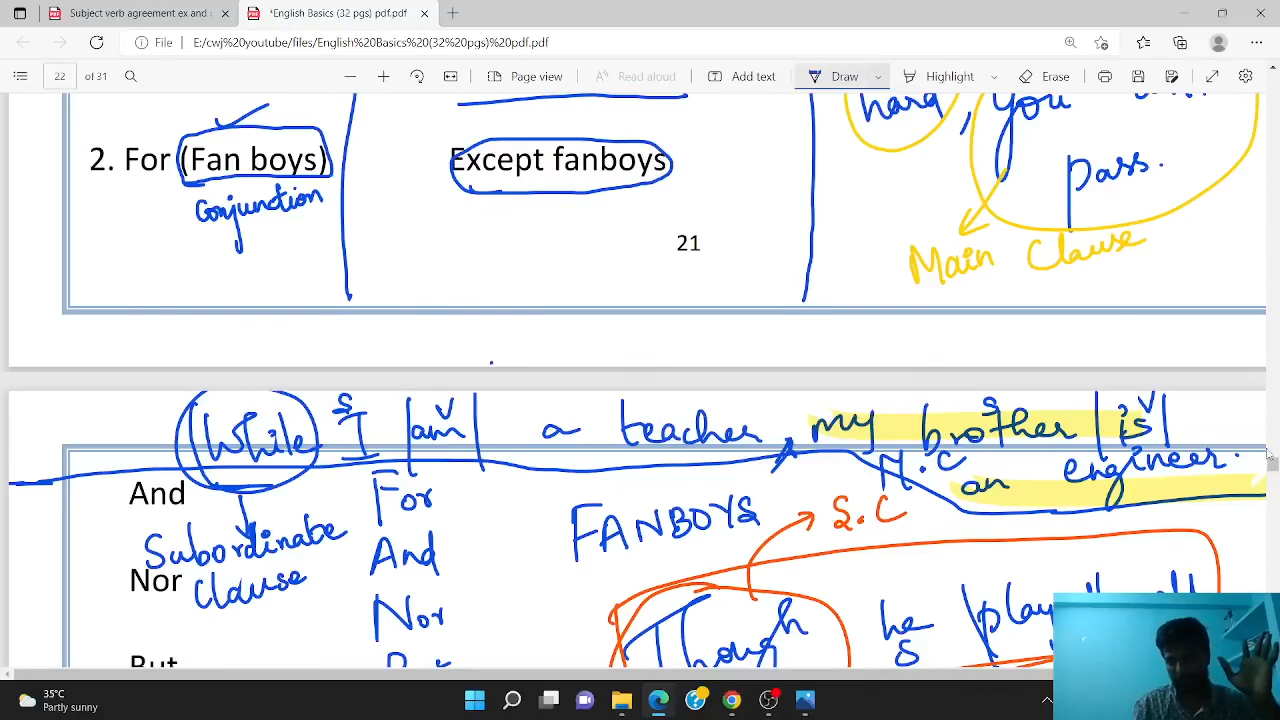 Subject verb agreement ex and
*English Basics (32 pgs) pdf.pdf
File
E:/cwj%20youtube/files/English%20Basics%20(32%20pgs)%20pdf.pdf
22 of 31
Page view
Read aloud
Add text
Draw
Highlight
Erase
hard, you
pass.
2. For (Fan boys)
Except fanboys
Conjunction
21
Main Clause
While I am a teacher, my brother is
S V S V
M.C an engineer.
And
For
FANBOYS
S.C
Subordinate
And
Nor
Clause
Nor
Though he play
S
But
35°C
Partly sunny